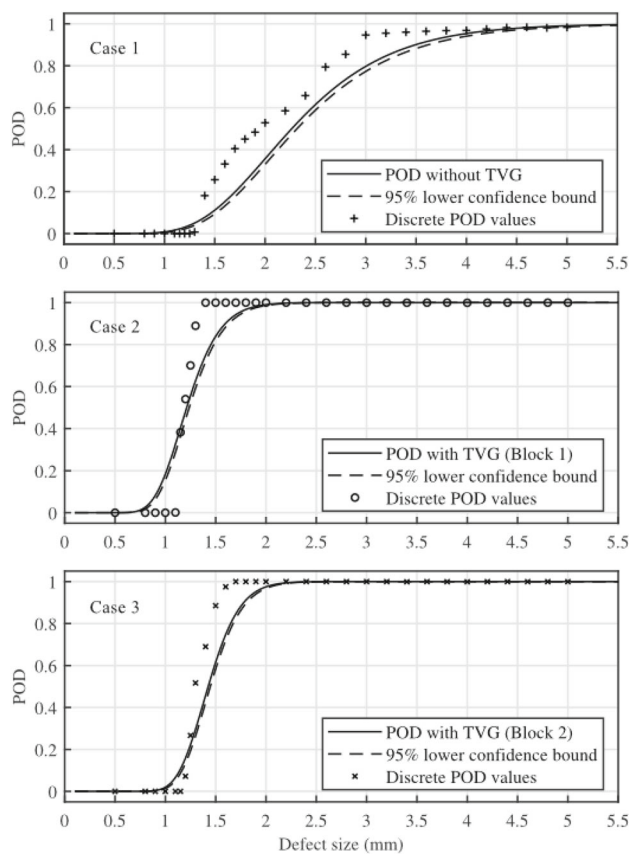 1
Case 1
0.8
0.6
POD
0.4
POD without TVG
95% lower confidence bound
0.2
Discrete POD values
0
0 0.5 1 1.5 2 2.5 3 3.5 4 4.5 5 5.5
1
Case 2
0.8
0.6
POD
0.4
POD with TVG (Block 1)
95% lower confidence bound
0.2
Discrete POD values
0
0 0.5 1 1.5 2 2.5 3 3.5 4 4.5 5 5.5
1
Case 3
0.8
0.6
POD
0.4
POD with TVG (Block 2)
95% lower confidence bound
0.2
Discrete POD values
0
0 0.5 1 1.5 2 2.5 3 3.5 4 4.5 5 5.5
Defect size (mm)